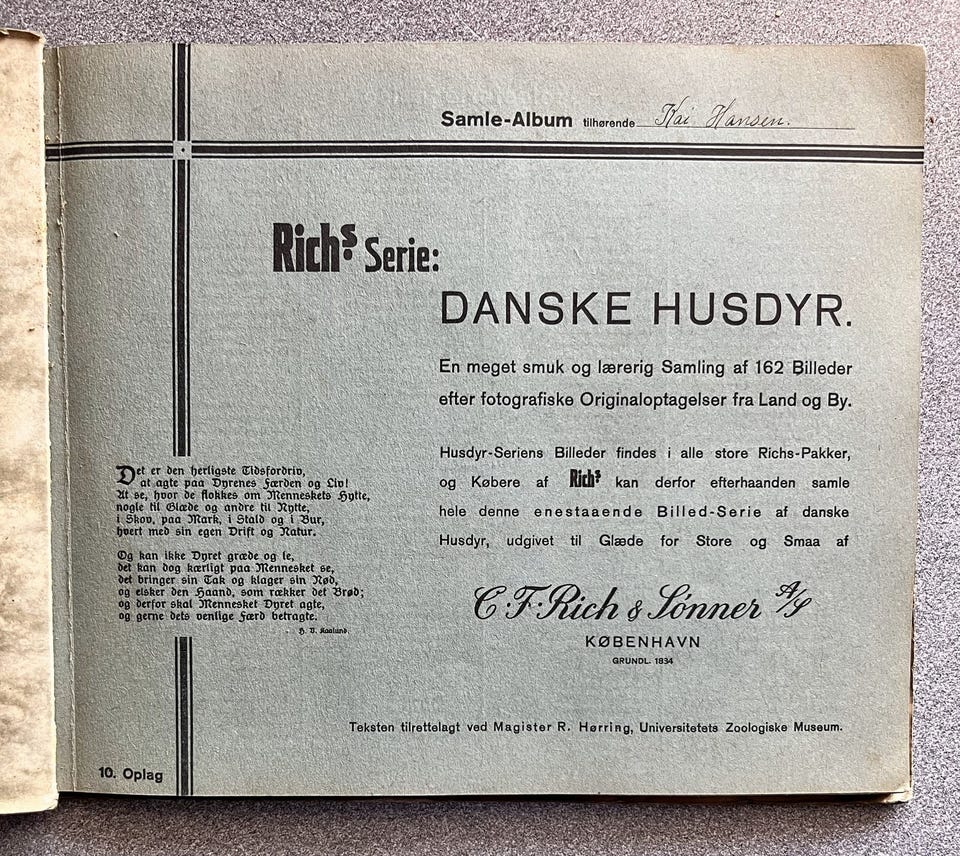 Samle-Album tilhørende Kai Hansen.
Richs Serie:
DANSKE HUSDYR.
En meget smuk og lærerig Samling af 162 Billeder
efter fotografiske Originaloptagelser fra Land og By.
Husdyr-Seriens Billeder findes i alle store Richs-Pakker,
og Købere af Richs kan derfor efterhaanden samle
hele denne enestaaende Billed-Serie af danske
Husdyr, udgivet til Glæde for Store og Smaa af
C. F. Rich & Sønner A/S
KØBENHAVN
GRUNDL. 1834
Det er den herligste Tidsfordriv,
at agte paa Dyrenes Færden og Liv!
At se, hvor de flokkes om Menneskets Hytte,
nogle til Glæde og andre til Nytte,
i Skov, paa Mark, i Stald og i Bur,
hvert med sin egen Drift og Natur.
Og kan ikke Dyret græde og le,
det kan dog kærligt paa Mennesket se,
det bringer sin Tak og klager sin Nød,
og elsker den Haand, som rækker det Brød;
og derfor skal Mennesket Dyret agte,
og gerne dets venlige Færd betragte.
H. V. Kaalund.
Teksten tilrettelagt ved Magister R. Hørring, Universitetets Zoologiske Museum.
10. Oplag